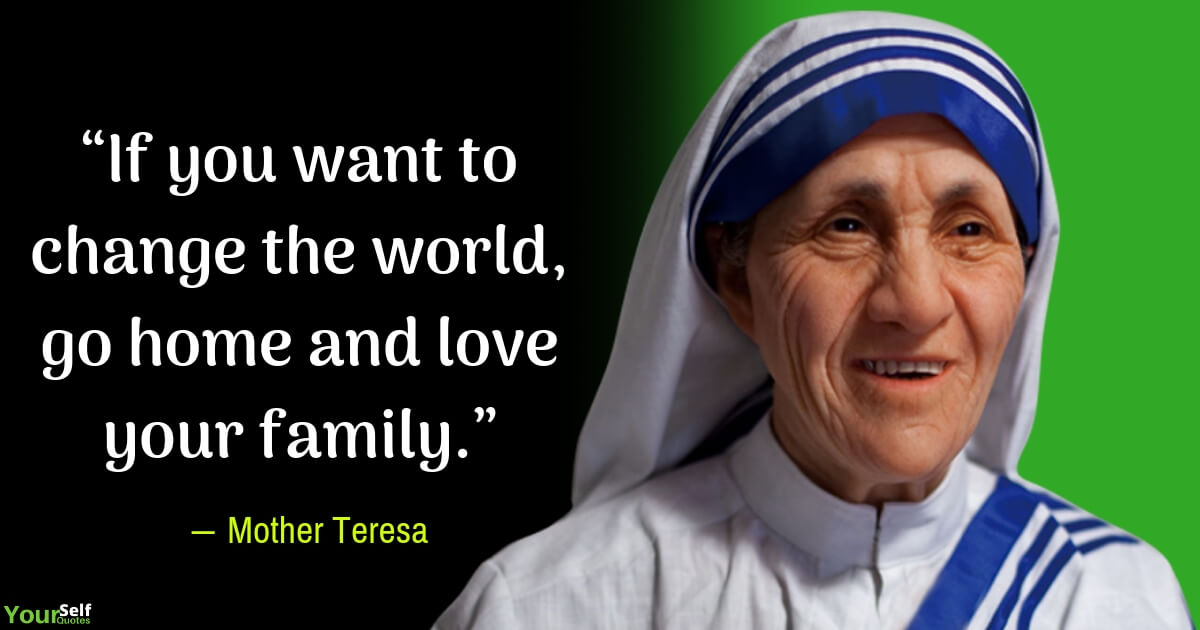 “If you want to
change the world,
go home and love
your family.”
— Mother Teresa
YourSelf
Quotes